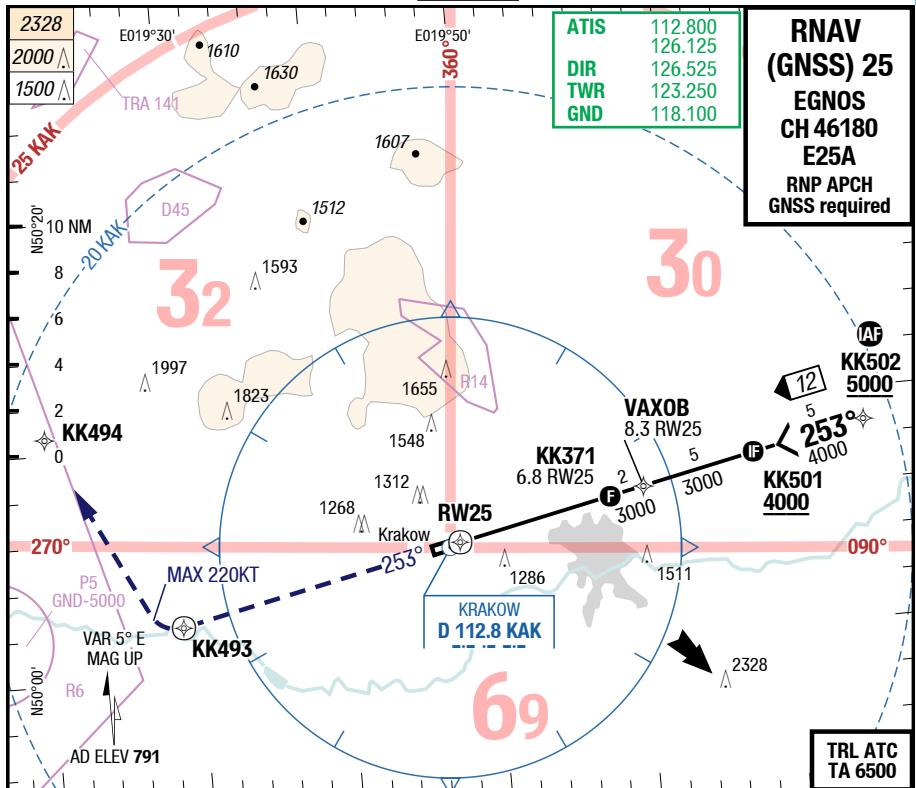 2328
2000
1500
E019°30'
E019°50'
1610
1630
TRA 141
25 KAK
360°
ATIS 112.800
126.125
DIR 126.525
TWR 123.250
GND 118.100
RNAV
(GNSS) 25
EGNOS
CH 46180
E25A
RNP APCH
GNSS required
1607
D45
1512
N50°20'
10 NM
20 KAK
8
1593
32
30
6
4
1997
1823
1655
R14
IAF
KK502
5000
12
2
1548
VAXOB
8.3 RW25
5
253°
4000
KK494
0
KK371
6.8 RW25
2
5
IF
KK501
4000
1312
F
3000
3000
1268
RW25
Krakow
270°
253°
090°
MAX 220KT
1286
1511
P5
GND-5000
KRAKOW
D 112.8 KAK
VAR 5° E
MAG UP
KK493
2328
N50°00'
R6
69
AD ELEV 791
TRL ATC
TA 6500